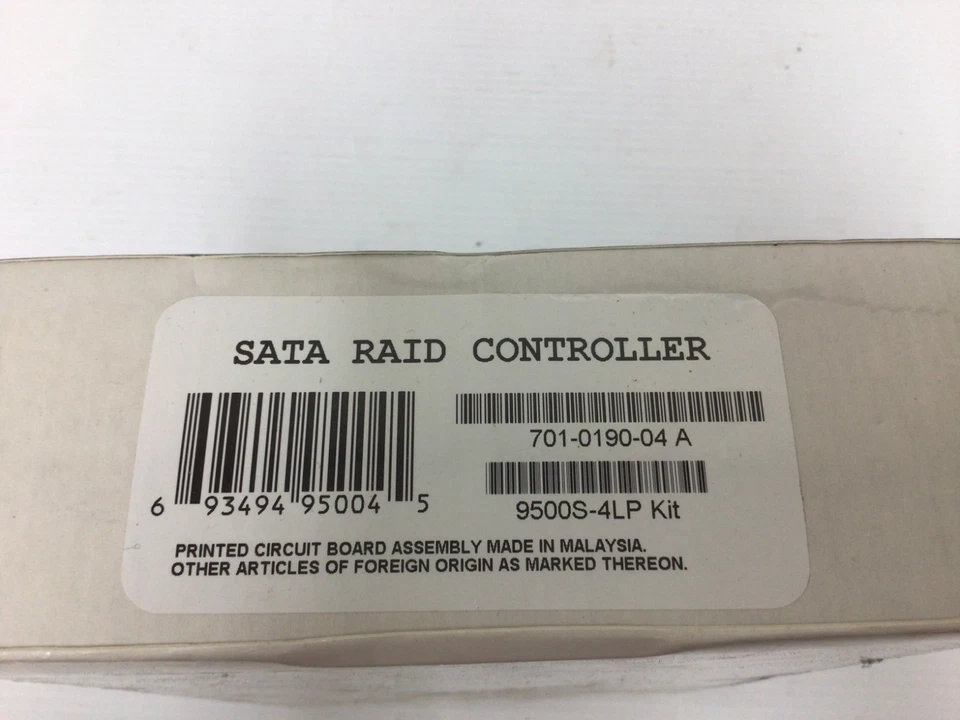 SATA RAID CONTROLLER
701-0190-04 A
6 93494 95004 5
9500S-4LP Kit
PRINTED CIRCUIT BOARD ASSEMBLY MADE IN MALAYSIA.
OTHER ARTICLES OF FOREIGN ORIGIN AS MARKED THEREON.